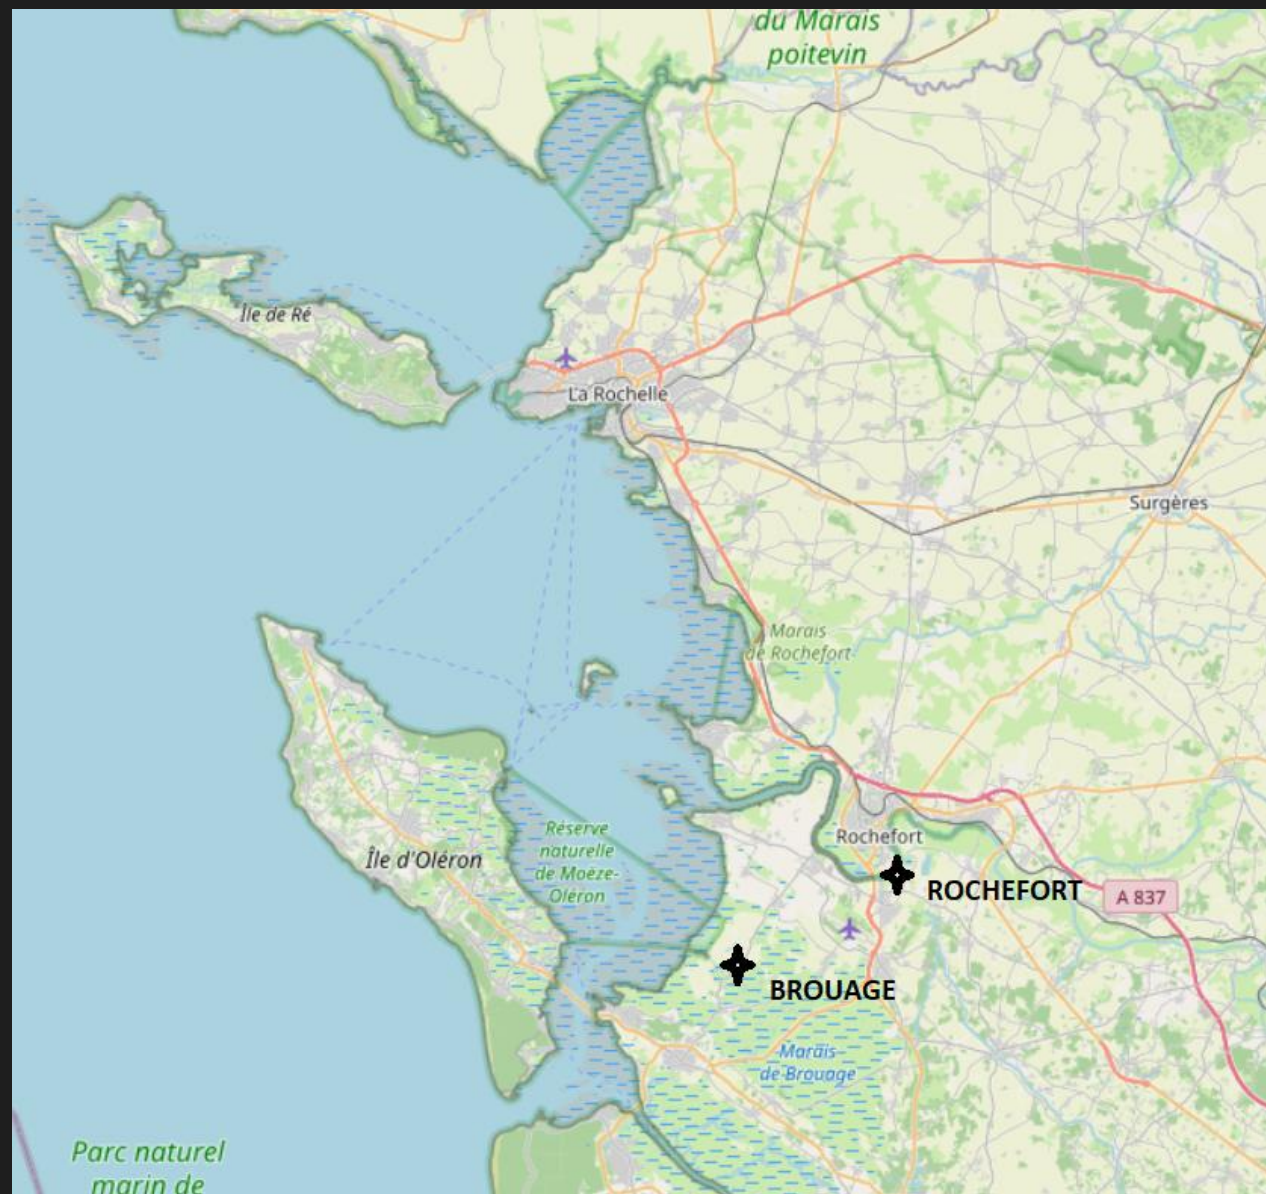 du Marais
poitevin
Île de Ré
La Rochelle
Surgères
Marais
de Rochefort
Réserve
naturelle
de Moëze-
Oléron
Rochefort
Île d'Oléron
ROCHEFORT
A 837
BROUAGE
Marais
de Brouage
Parc naturel
marin de